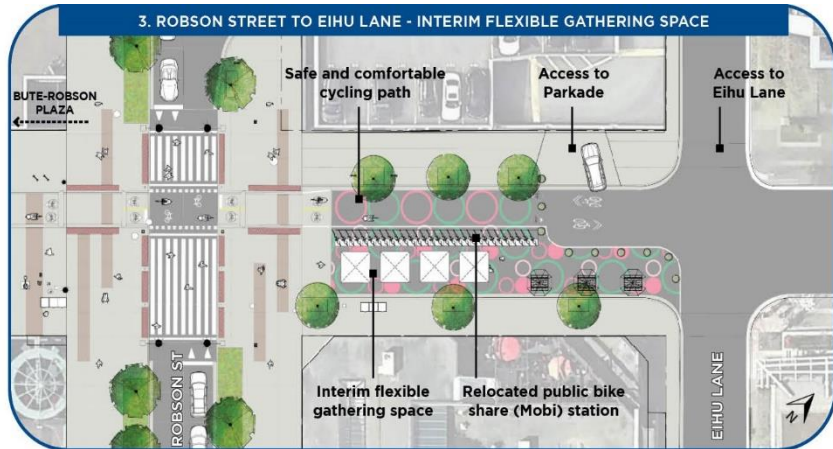 3. ROBSON STREET TO EIHU LANE - INTERIM FLEXIBLE GATHERING SPACE
BUTE-ROBSON
PLAZA
Safe and comfortable
cycling path
Access to
Parkade
Access to
Eihu Lane
ROBSON ST
Interim flexible
gathering space
Relocated public bike
share (Mobi) station
EIHU LANE
N